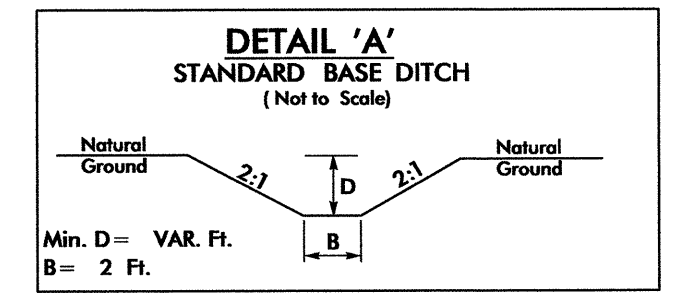 DETAIL 'A'
STANDARD BASE DITCH
( Not to Scale)
Natural
Ground
2:1
D
2:1
Natural
Ground
B
Min. D= VAR. Ft.
B= 2 Ft.